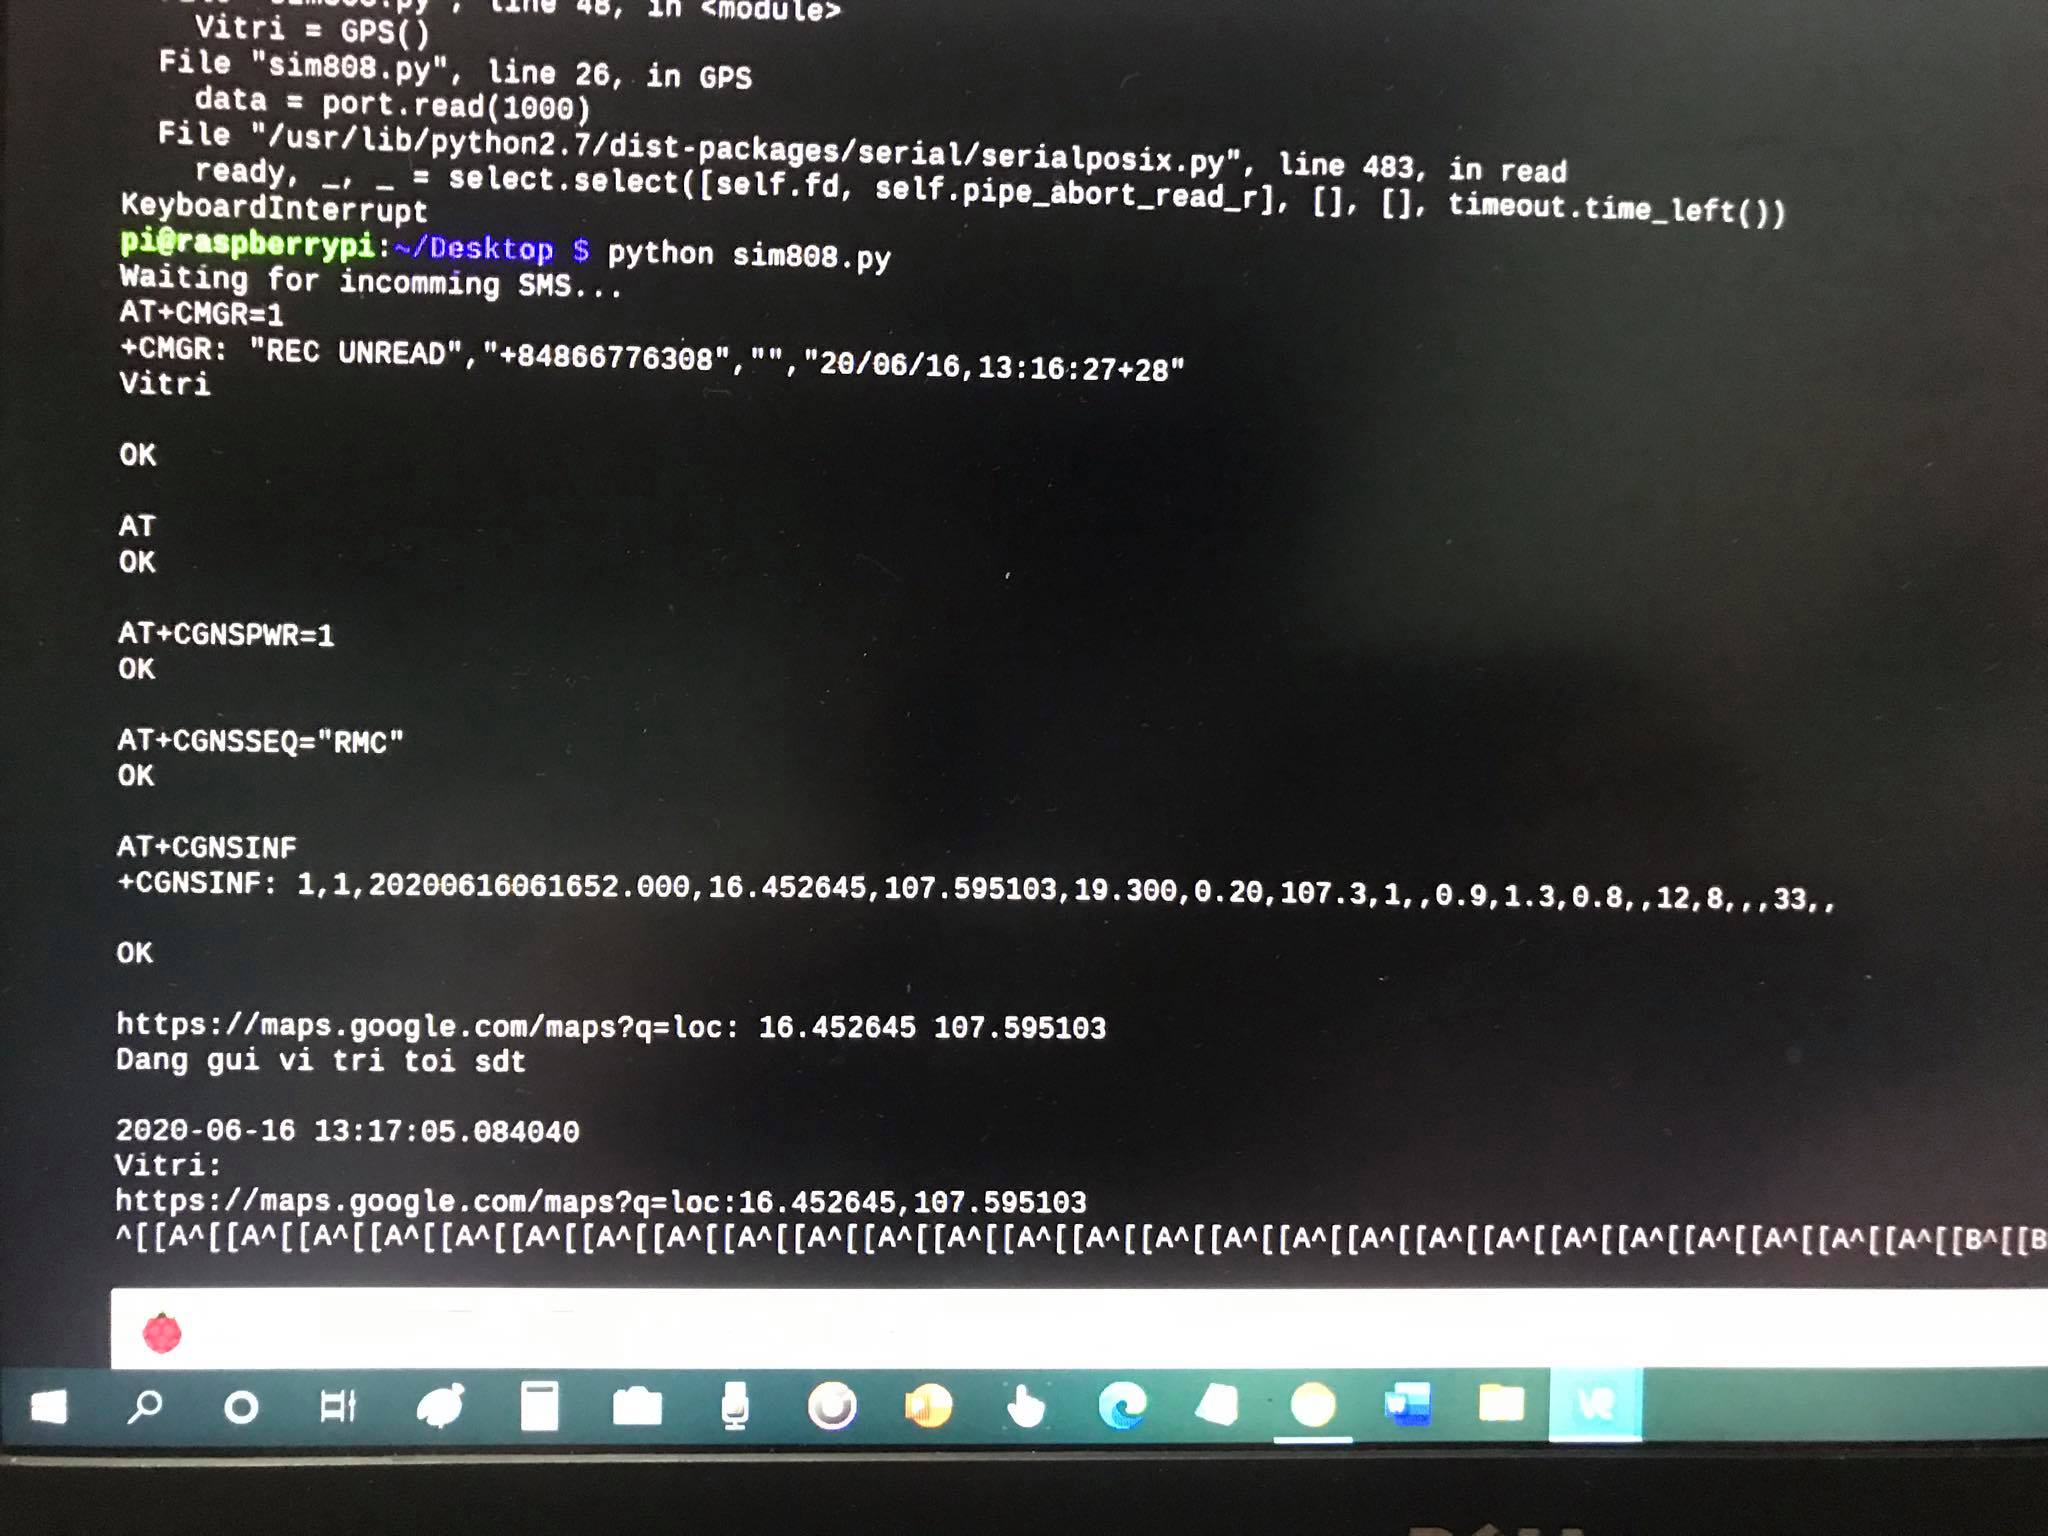 File "sim808.py", line 48, in <module>
Vitri = GPS()
File "sim808.py", line 26, in GPS
data = port.read(1000)
File "/usr/lib/python2.7/dist-packages/serial/serialposix.py", line 483, in read
ready, _, _ = select.select([self.fd, self.pipe_abort_read_r], [], [], timeout.time_left())
KeyboardInterrupt
pi@raspberrypi:~/Desktop $ python sim808.py
Waiting for incomming SMS...
AT+CMGR=1
+CMGR: "REC UNREAD","+84866776308","","20/06/16,13:16:27+28"
Vitri
OK
AT
OK
AT+CGNSPWR=1
OK
AT+CGNSSEQ="RMC"
OK
AT+CGNSINF
+CGNSINF: 1,1,20200616061652.000,16.452645,107.595103,19.300,0.20,107.3,1,,0.9,1.3,0.8,,12,8,,,33,,
OK
https://maps.google.com/maps?q=loc: 16.452645 107.595103
Dang gui vi tri toi sdt
2020-06-16 13:17:05.084040
Vitri:
https://maps.google.com/maps?q=loc:16.452645,107.595103
^[[A^[[A^[[A^[[A^[[A^[[A^[[A^[[A^[[A^[[A^[[A^[[A^[[A^[[A^[[A^[[A^[[A^[[A^[[A^[[A^[[A^[[A^[[A^[[A^[[A^[[B^[[B